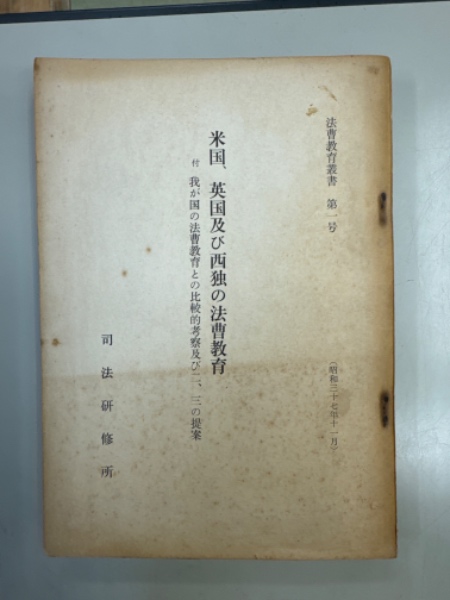 法曹教育叢書　第一号
（昭和三十七年十一月）
米国、英国及び西独の法曹教育
付　我が国の法曹教育との比較的考察及び二、三の提案
司法研修所